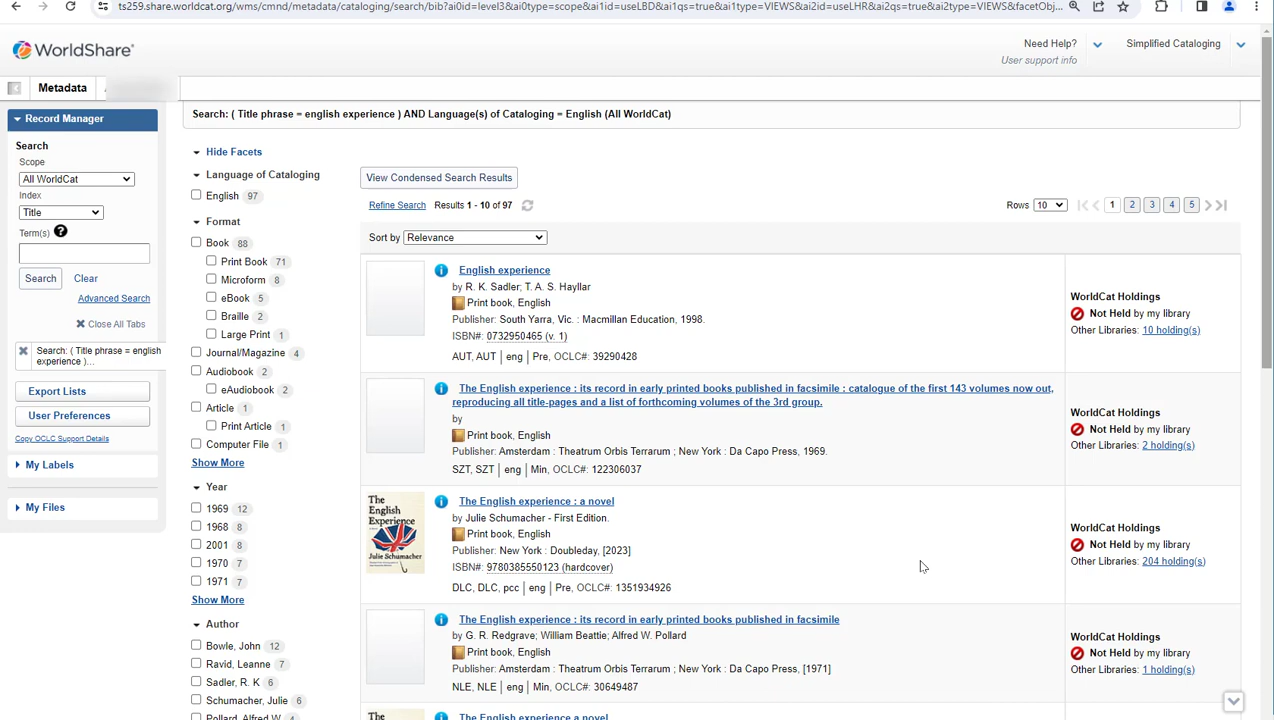 ts259.share.worldcat.org/wms/cmnd/metadata/cataloging/search/bib?ai0id=level3&ai0type=scope&ai1id=useLBD&ai1qs=true&ai1type=VIEWS&ai2id=useLHR&ai2qs=true&ai2type=VIEWS&facetObj...
WorldShare®
Need Help?
Simplified Cataloging
User support info
Metadata
Record Manager
Search: ( Title phrase = english experience ) AND Language(s) of Cataloging = English (All WorldCat)
Search
Scope
All WorldCat
Index
Title
Term(s) ?
Search
Clear
Advanced Search
Close All Tabs
Search: ( Title phrase = english
experience )...
Export Lists
User Preferences
Copy OCLC Support Details
My Labels
My Files
Hide Facets
Language of Cataloging
English 97
Format
Book 88
Print Book 71
Microform 8
eBook 5
Braille 2
Large Print 1
Journal/Magazine 4
Audiobook 2
eAudiobook 2
Article 1
Print Article 1
Computer File 1
Show More
Year
1969 12
1968 8
2001 8
1970 7
1971 7
Show More
Author
Bowle, John 12
Ravid, Leanne 7
Sadler, R. K 6
Schumacher, Julie 6
Pollard, Alfred W. 4
View Condensed Search Results
Refine Search
Results 1 - 10 of 97
Rows 10
1 2 3 4 5
Sort by Relevance
English experience
by R. K. Sadler; T. A. S. Hayllar
Print book, English
Publisher: South Yarra, Vic. : Macmillan Education, 1998.
ISBN#: 0732950465 (v. 1)
AUT, AUT | eng | Pre, OCLC#: 39290428
WorldCat Holdings
Not Held by my library
Other Libraries: 10 holding(s)
The English experience : its record in early printed books published in facsimile : catalogue of the first 143 volumes now out,
reproducing all title-pages and a list of forthcoming volumes of the 3rd group.
by
Print book, English
Publisher: Amsterdam : Theatrum Orbis Terrarum ; New York : Da Capo Press, 1969.
SZT, SZT | eng | Min, OCLC#: 122306037
WorldCat Holdings
Not Held by my library
Other Libraries: 2 holding(s)
The
English
Experience
Julie Schumacher
The English experience : a novel
by Julie Schumacher - First Edition.
Print book, English
Publisher: New York : Doubleday, [2023]
ISBN#: 9780385550123 (hardcover)
DLC, DLC, pcc | eng | Pre, OCLC#: 1351934926
WorldCat Holdings
Not Held by my library
Other Libraries: 204 holding(s)
The English experience : its record in early printed books published in facsimile
by G. R. Redgrave; William Beattie; Alfred W. Pollard
Print book, English
Publisher: Amsterdam : Theatrum Orbis Terrarum ; New York : Da Capo Press, [1971]
NLE, NLE | eng | Min, OCLC#: 30649487
WorldCat Holdings
Not Held by my library
Other Libraries: 1 holding(s)
The
The English experience a novel